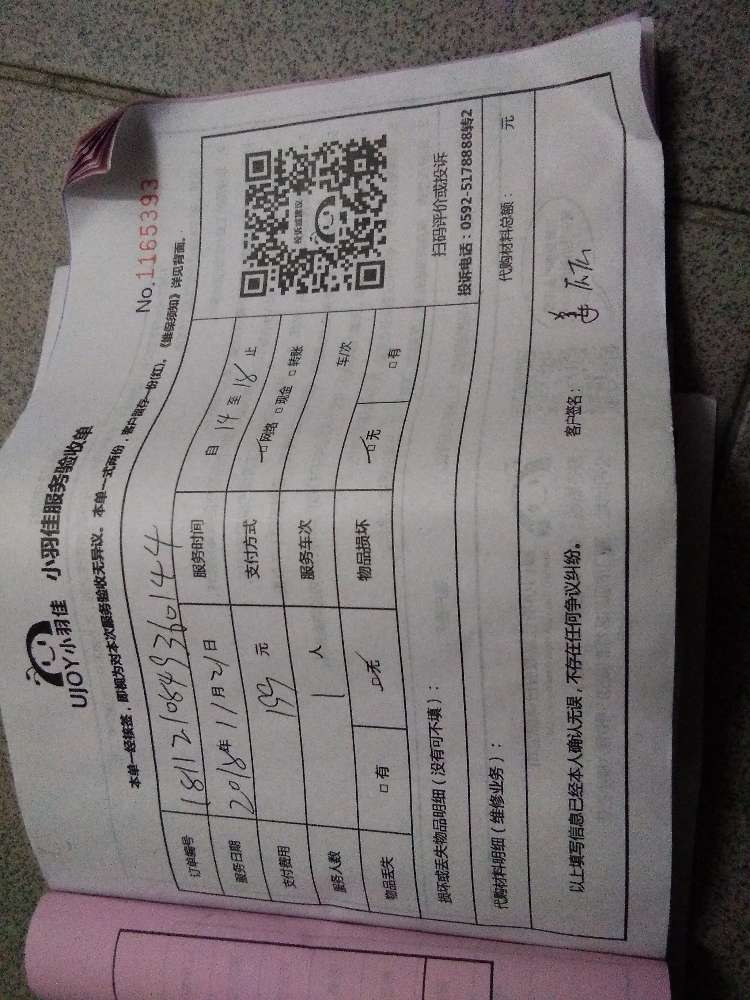 UJOY小羽佳 小羽佳服务验收单
No.1165393
本单一经接签，即视为对本次服务验收无异议。本单一式两份，客户留存一份(红)。《维保须知》详见背面。
订单编号 1811210849360144
服务日期 2018年11月21日 服务时间 自 14 至 18 止
支付费用 199 元 支付方式 □网络 □现金 □转账
服务人数 1 人 服务车次 车/次
物品丢失 □有 □无 物品损坏 □无 □有
投诉或建议
扫码评价或投诉
投诉电话：0592-5178888转2
损坏或丢失物品明细（没有可不填）：
代购材料明细（维修业务）： 代购材料总额： 元
以上填写信息已经本人确认无误，不存在任何争议纠纷。 客户签名：